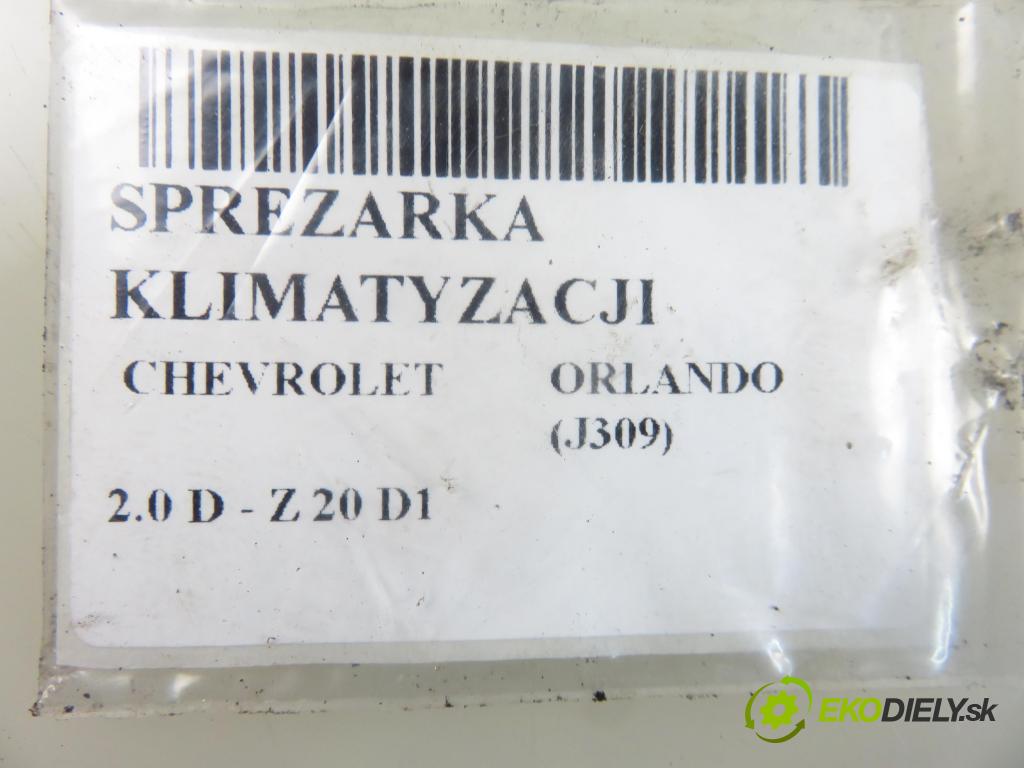 SPREZARKA
KLIMATYZACJI
CHEVROLET ORLANDO
(J309)
2.0 D - Z 20 D1
EKODIELY.sk